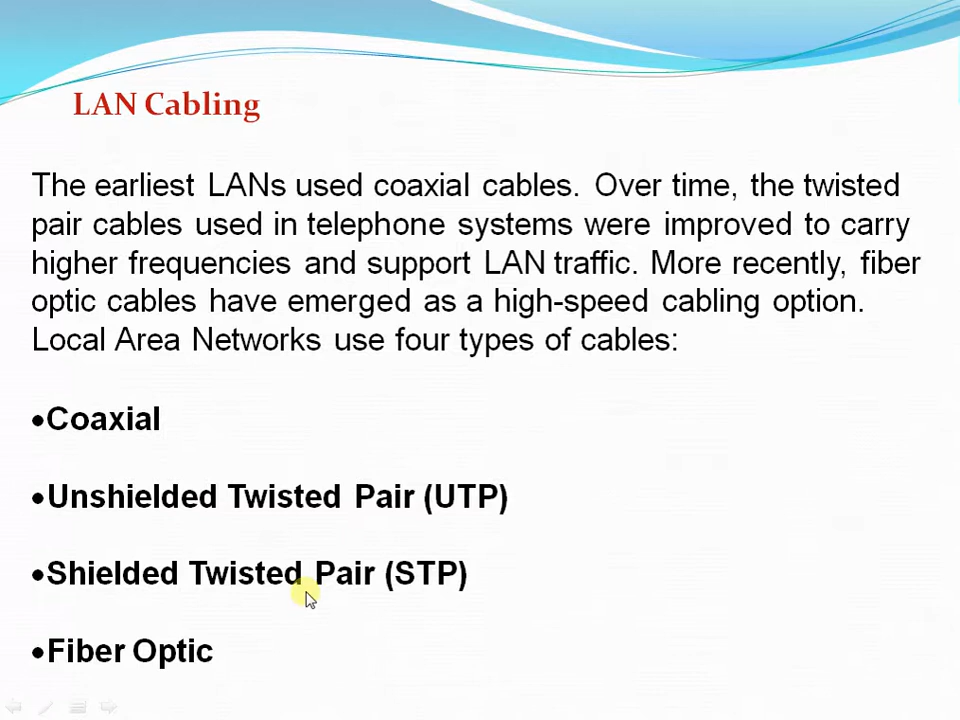 LAN Cabling
The earliest LANs used coaxial cables. Over time, the twisted
pair cables used in telephone systems were improved to carry
higher frequencies and support LAN traffic. More recently, fiber
optic cables have emerged as a high-speed cabling option.
Local Area Networks use four types of cables:
•Coaxial
•Unshielded Twisted Pair (UTP)
•Shielded Twisted Pair (STP)
•Fiber Optic